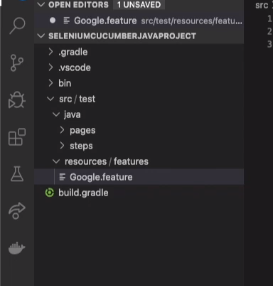 OPEN EDITORS 1 UNSAVED
Google.feature src/test/resources/featu...
SELENIUMCUCUMBERJAVAPROJECT
.gradle
.vscode
bin
src / test
java
pages
steps
resources / features
Google.feature
build.gradle
src
1
2
3